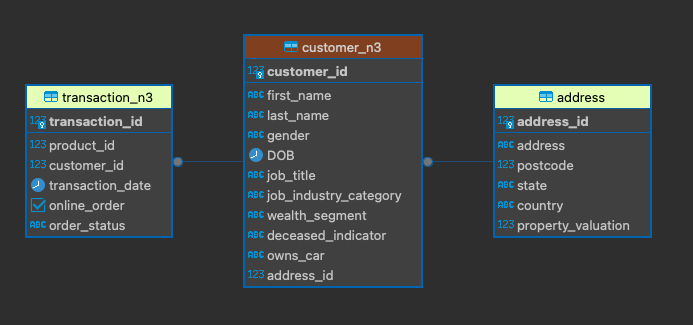 transaction_n3
123 transaction_id
123 product_id
123 customer_id
transaction_date
online_order
ABC order_status
customer_n3
123 customer_id
ABC first_name
ABC last_name
ABC gender
DOB
ABC job_title
ABC job_industry_category
ABC wealth_segment
ABC deceased_indicator
ABC owns_car
123 address_id
address
123 address_id
ABC address
123 postcode
ABC state
ABC country
123 property_valuation